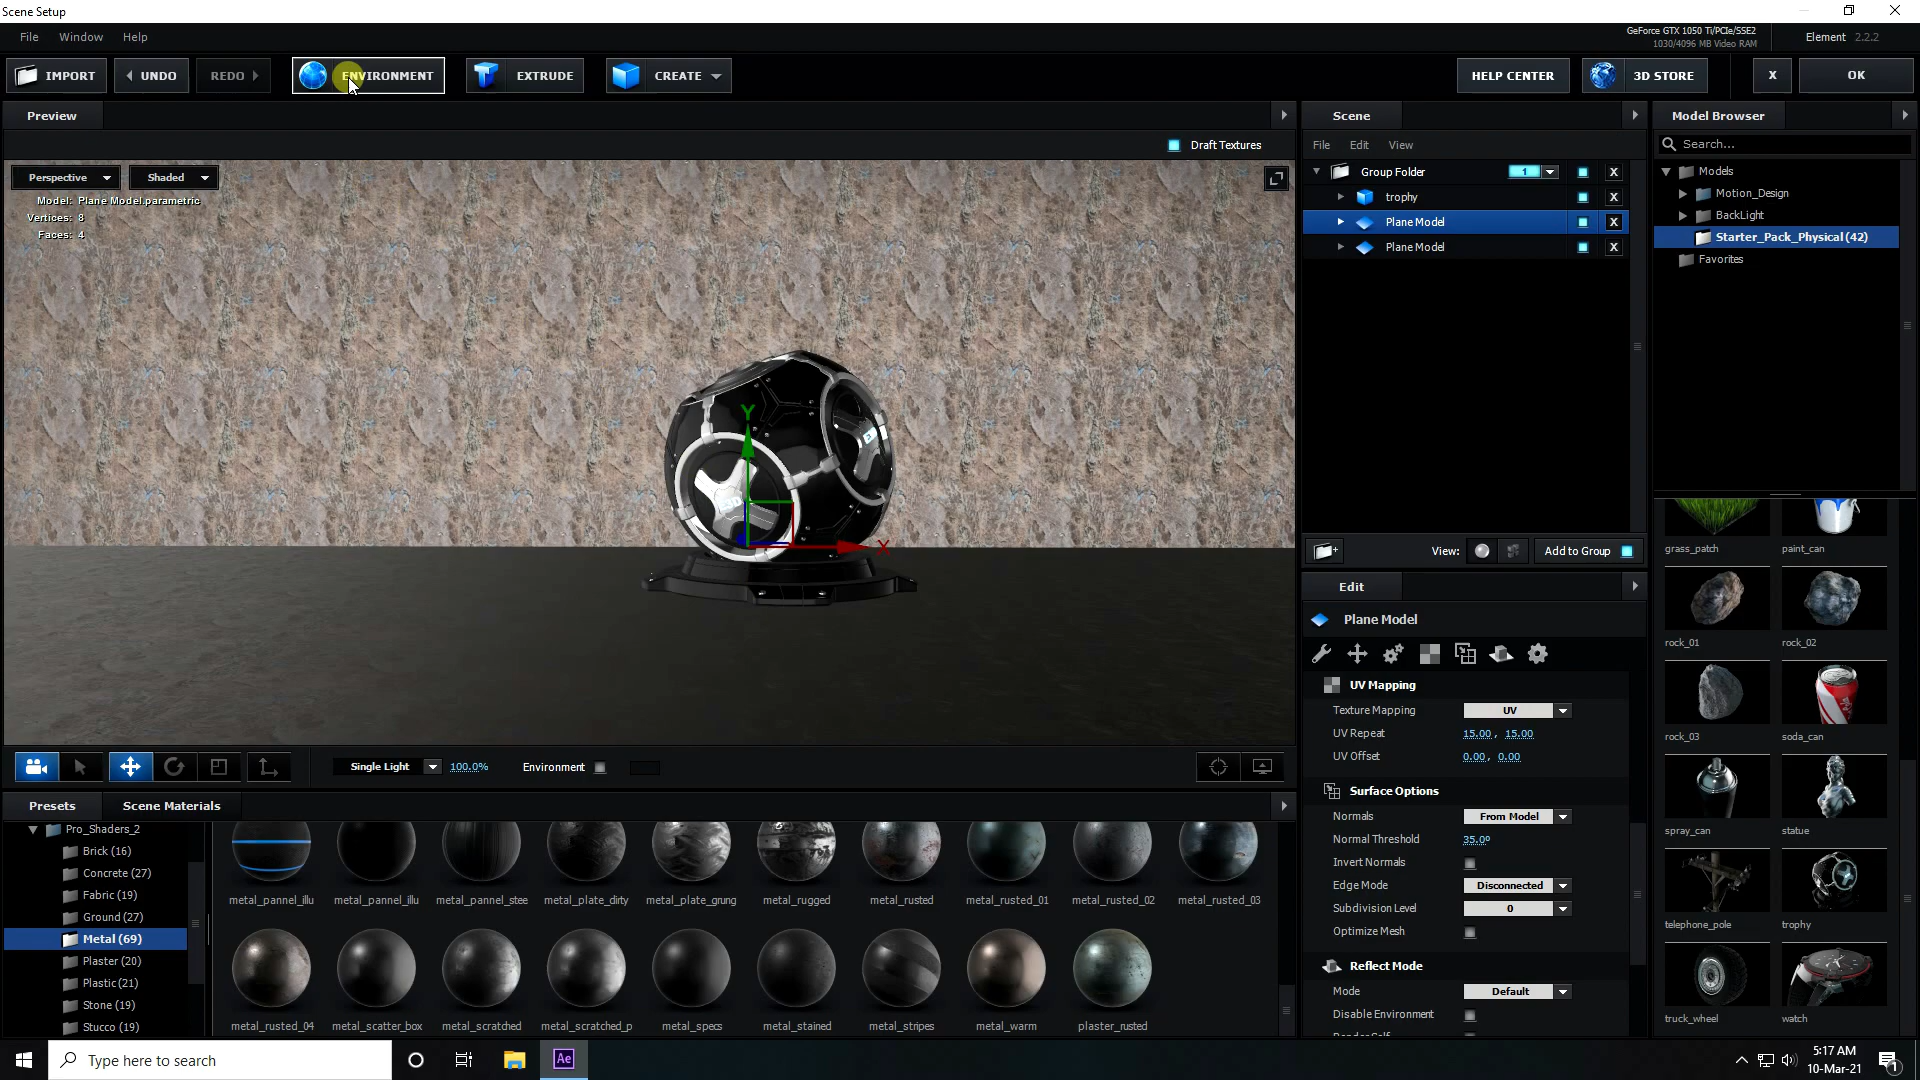 Scene Setup
File Window Help
GeForce GTX 1050 Ti/PCIe/SSE2
1030/4096 MB Video RAM
Element 2.2.2
IMPORT UNDO REDO ENVIRONMENT EXTRUDE CREATE HELP CENTER 3D STORE X OK
Preview
Scene
Model Browser
Draft Textures
File Edit View
Search...
Perspective Shaded
Model: Plane Model.parametric
Vertices: 8
Faces: 4
Group Folder 1 X
trophy X
Plane Model X
Plane Model X
Models
Motion_Design
BackLight
Starter_Pack_Physical (42)
Favorites
Y
X
View: Add to Group
Edit
Plane Model
UV Mapping
Texture Mapping UV
UV Repeat 15.00, 15.00
UV Offset 0.00, 0.00
Surface Options
Normals From Model
Normal Threshold 35.0º
Invert Normals
Edge Mode Disconnected
Subdivision Level 0
Optimize Mesh
Reflect Mode
Mode Default
Disable Environment
grass_patch paint_can
rock_01 rock_02
rock_03 soda_can
spray_can statue
telephone_pole trophy
truck_wheel watch
Single Light 100.0% Environment
Presets Scene Materials
Pro_Shaders_2
Brick (16)
Concrete (27)
Fabric (19)
Ground (27)
Metal (69)
Plaster (20)
Plastic (21)
Stone (19)
Stucco (19)
metal_pannel_illu metal_pannel_illu metal_pannel_stee metal_plate_dirty metal_plate_grung metal_rugged metal_rusted metal_rusted_01 metal_rusted_02 metal_rusted_03
metal_rusted_04 metal_scatter_box metal_scratched metal_scratched_p metal_specs metal_stained metal_stripes metal_warm plaster_rusted
Type here to search
Ae
5:17 AM
10-Mar-21
1